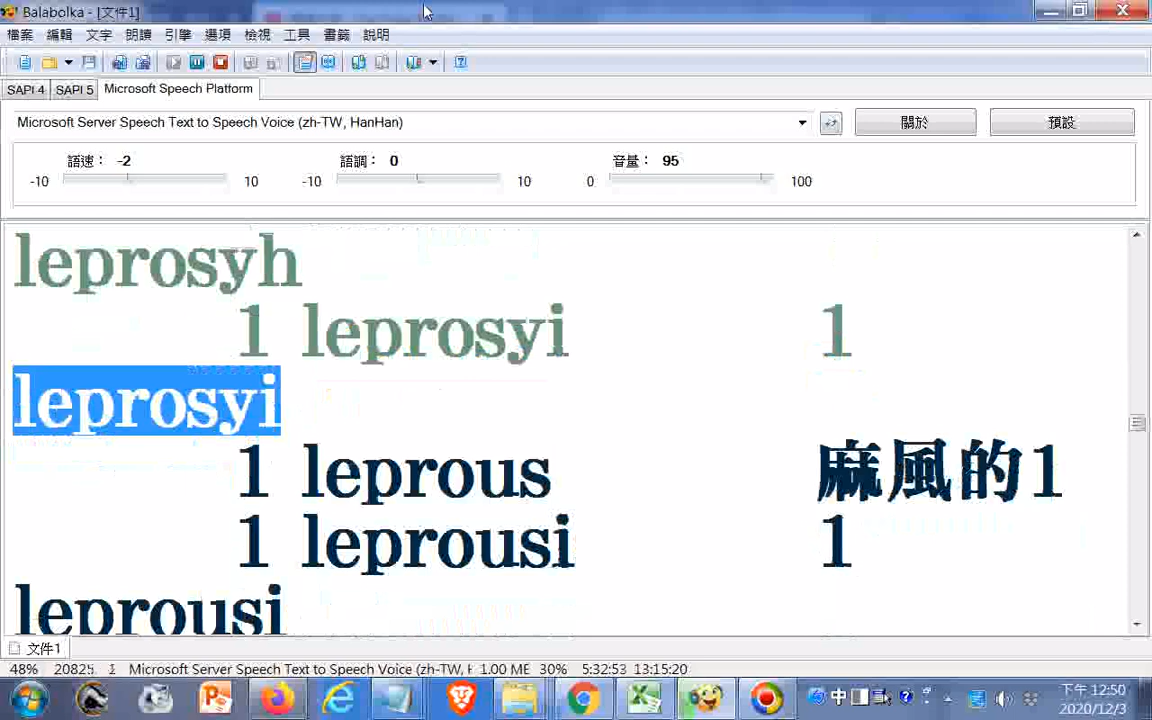 Balabolka - [文件1]
檔案 編輯 文字 朗讀 引擎 選項 檢視 工具 書籤 說明
SAPI 4 SAPI 5 Microsoft Speech Platform
Microsoft Server Speech Text to Speech Voice (zh-TW, HanHan) 關於 預設
語速： -2 語調： 0 音量： 95
-10 10 -10 10 0 100
leprosyh
1 leprosyi 1
leprosyi
1 leprous 麻風的1
1 leprousi 1
leprousi
文件1
48% 20825 1 Microsoft Server Speech Text to Speech Voice (zh-TW, 1.00 ME 30% 5:32:53 13:15:20
中 下午 12:50
2020/12/3